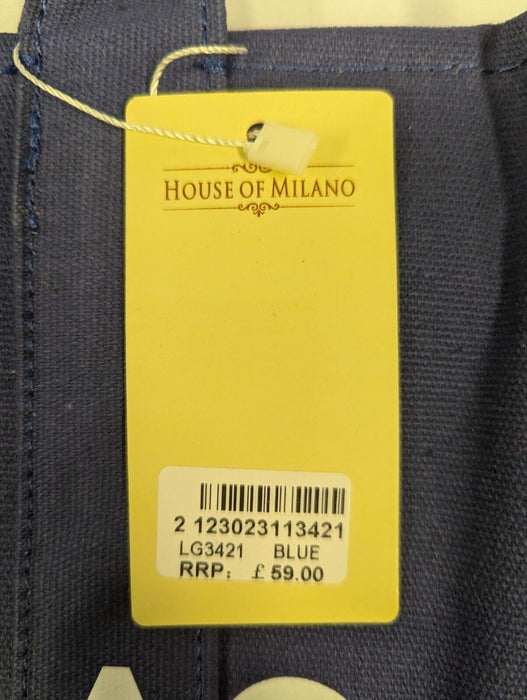 HOUSE OF MILANO
2 123023113421
LG3421 BLUE
RRP: £ 59.00